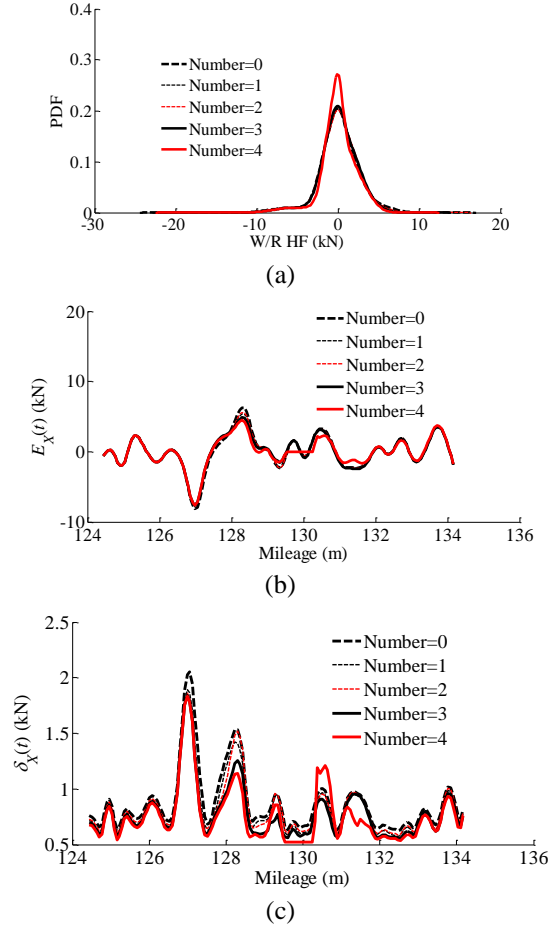 0.4
0.3
0.2
0.1
0
PDF
Number=0
Number=1
Number=2
Number=3
Number=4
-30 -20 -10 0 10 20
W/R HF (kN)
(a)
20
10
0
-10
E_X(t) (kN)
Number=0
Number=1
Number=2
Number=3
Number=4
124 126 128 130 132 134 136
Mileage (m)
(b)
2.5
2
1.5
1
0.5
δ_X(t) (kN)
Number=0
Number=1
Number=2
Number=3
Number=4
124 126 128 130 132 134 136
Mileage (m)
(c)